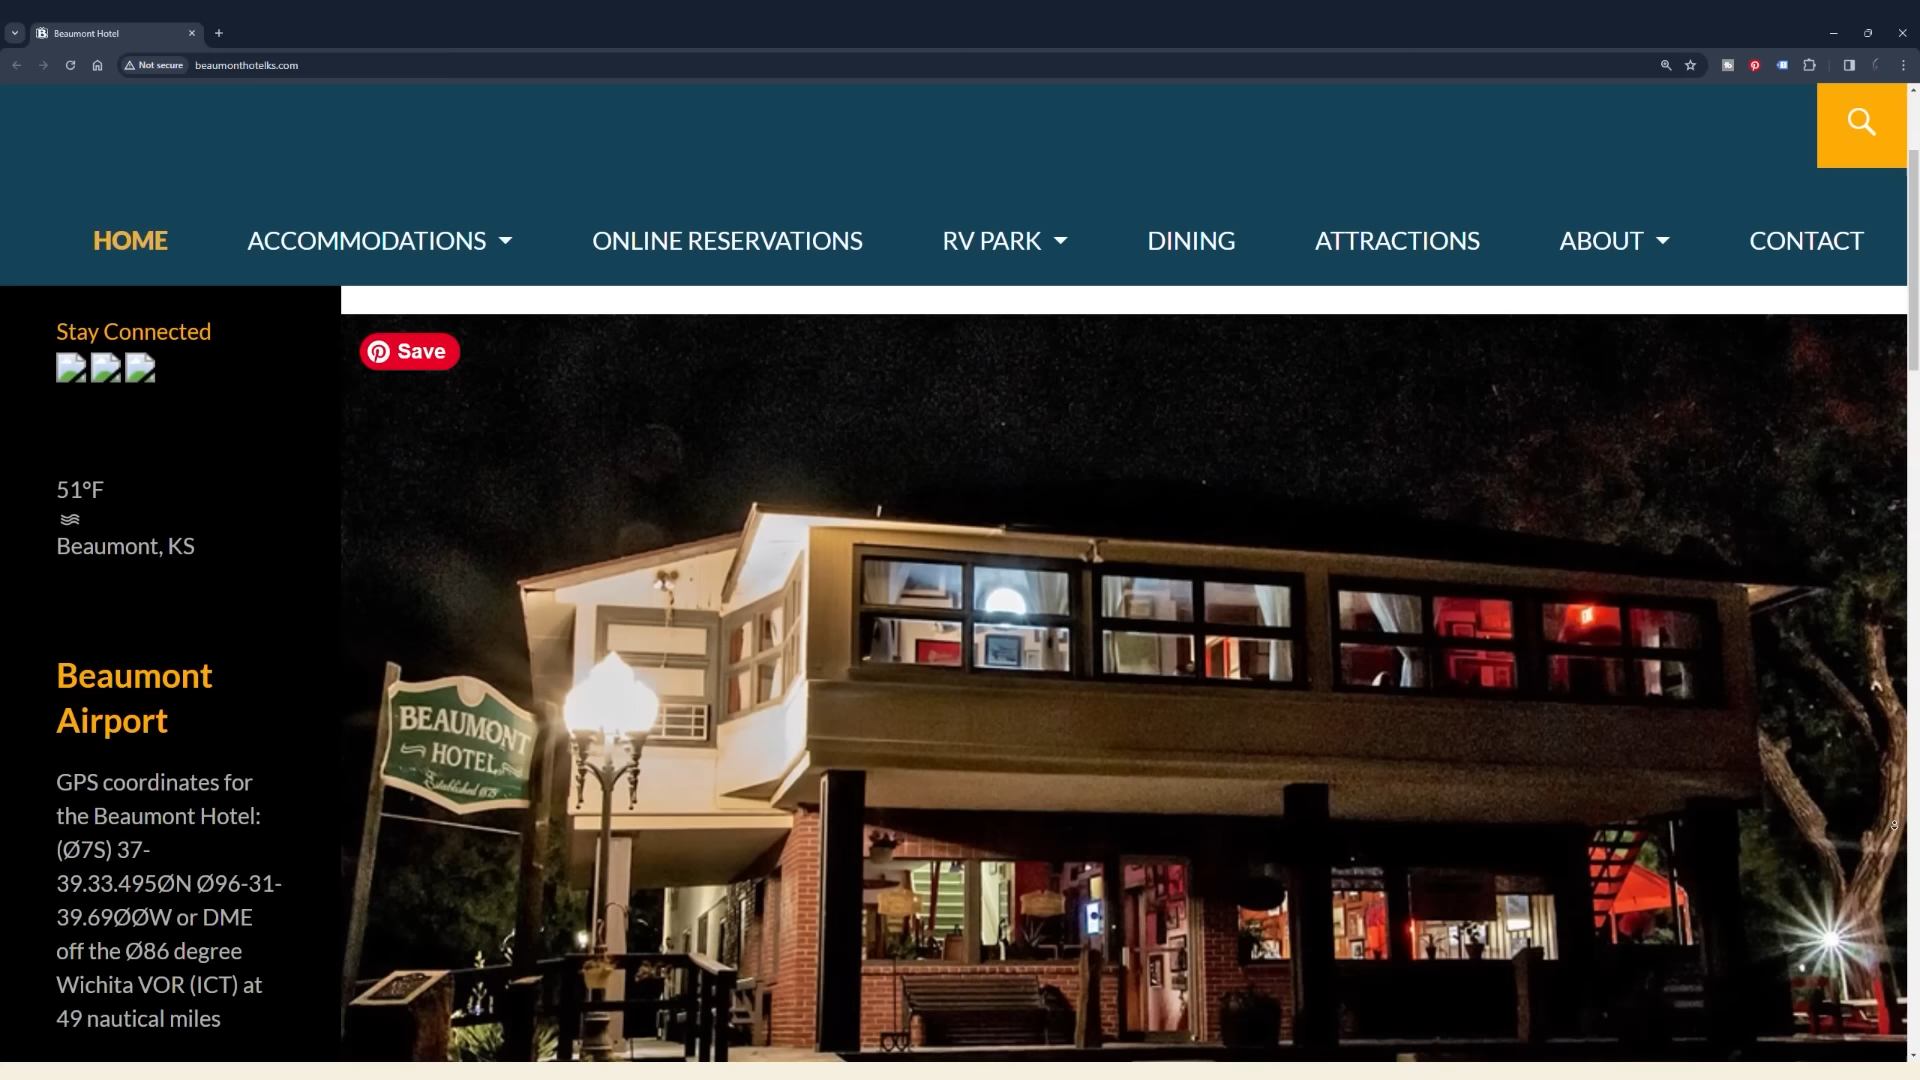 Beaumont Hotel
Not secure
beaumonthotelks.com
HOME
ACCOMMODATIONS
ONLINE RESERVATIONS
RV PARK
DINING
ATTRACTIONS
ABOUT
CONTACT
Stay Connected
51°F
Beaumont, KS
Beaumont
Airport
GPS coordinates for
the Beaumont Hotel:
(Ø7S) 37-
39.33.495ØN Ø96-31-
39.69ØØW or DME
off the Ø86 degree
Wichita VOR (ICT) at
49 nautical miles
Save
BEAUMONT
HOTEL
Established 1879